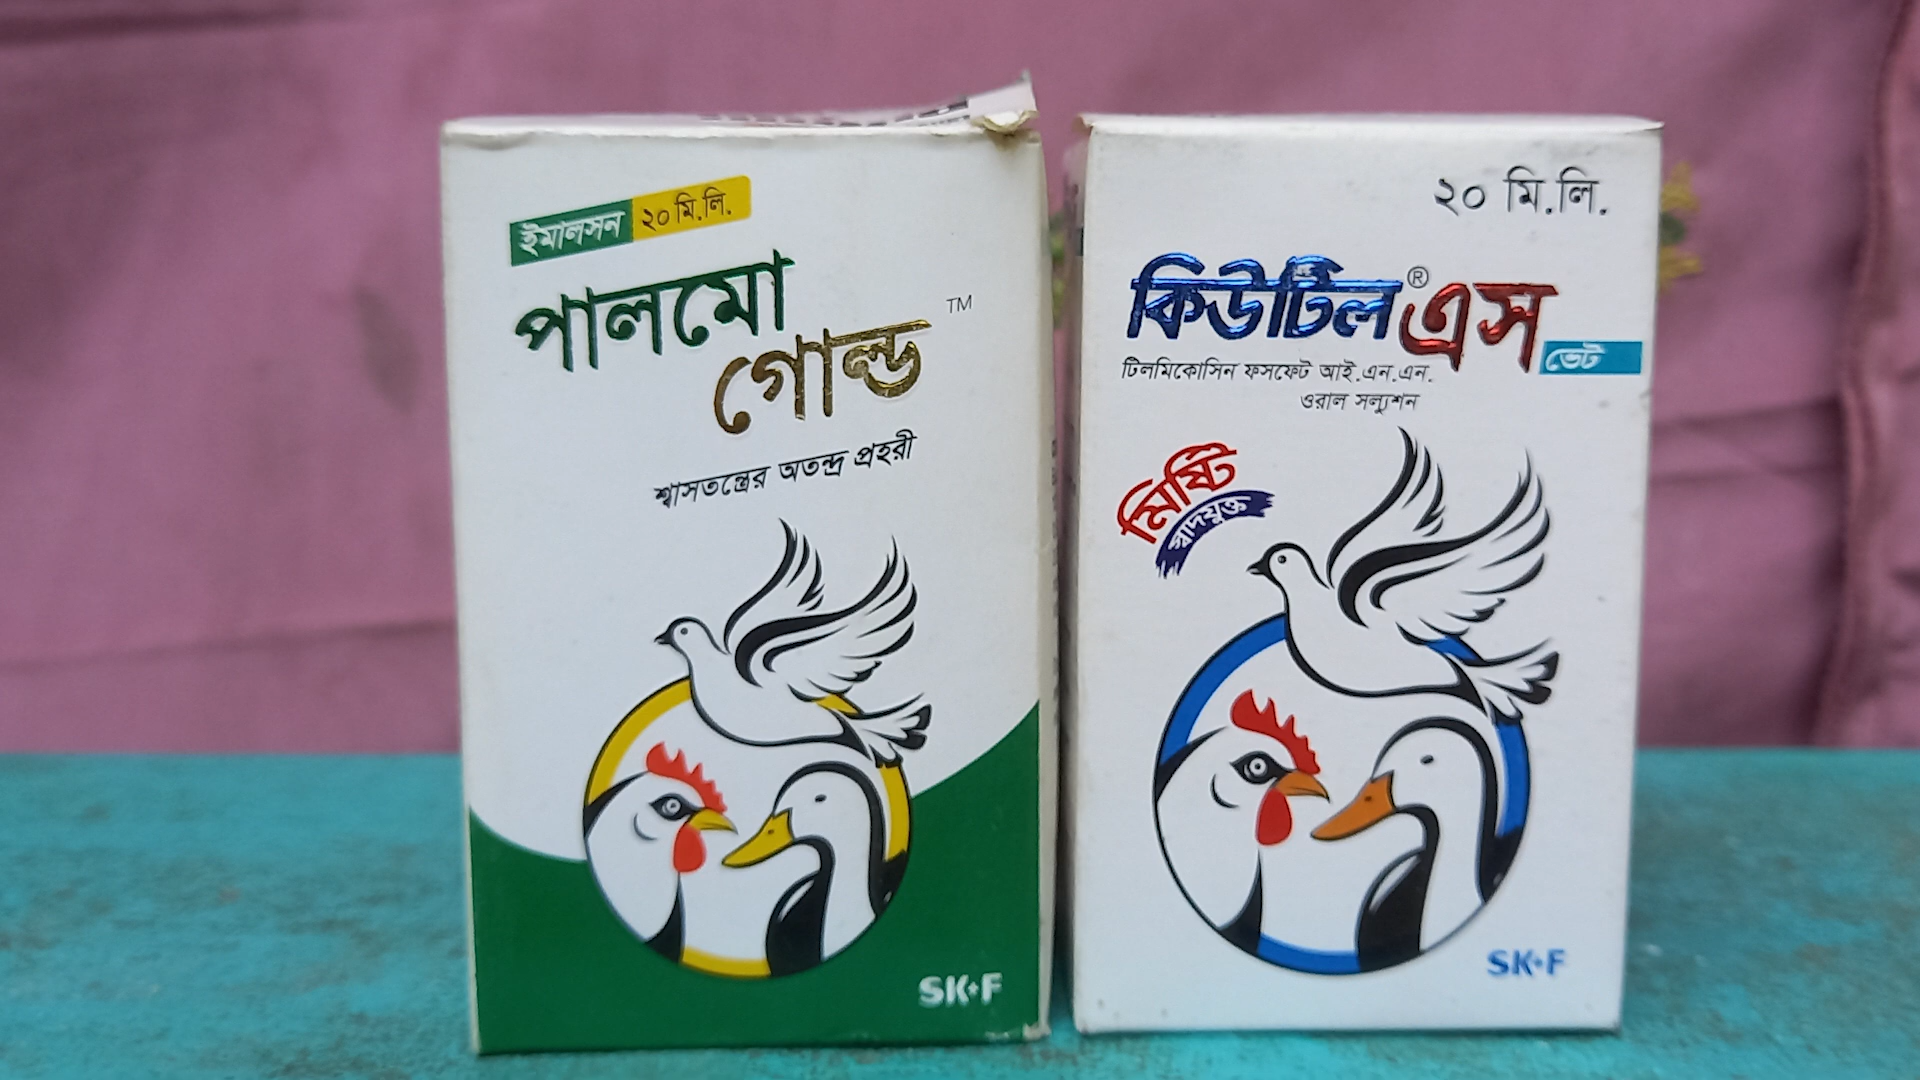 ইমালসন ২০ মি.লি.
পালমো
গোল্ড ™
শ্বাসতন্ত্রের অতন্দ্র প্রহরী
SK+F
২০ মি.লি.
কিউটিল® এস ভেট
টিলমিকোসিন ফসফেট আই.এন.এন.
ওরাল সল্যুশন
মিষ্টি
স্বাদযুক্ত
SK+F